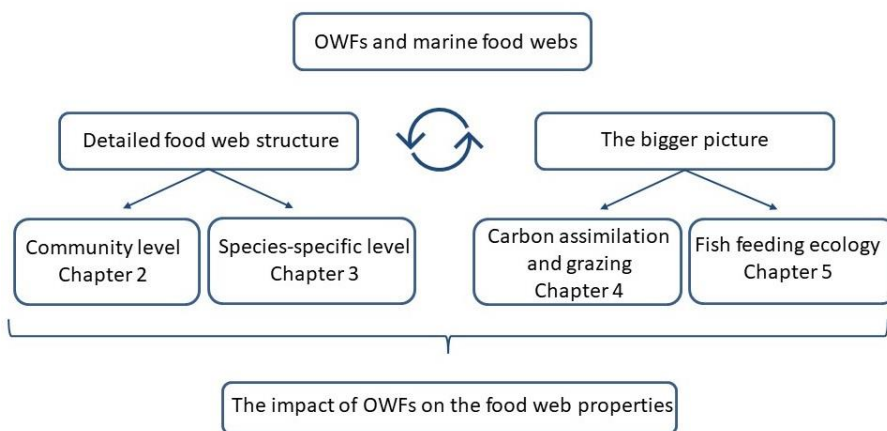 OWFs and marine food webs
Detailed food web structure
The bigger picture
Community level
Chapter 2
Species-specific level
Chapter 3
Carbon assimilation
and grazing
Chapter 4
Fish feeding ecology
Chapter 5
The impact of OWFs on the food web properties